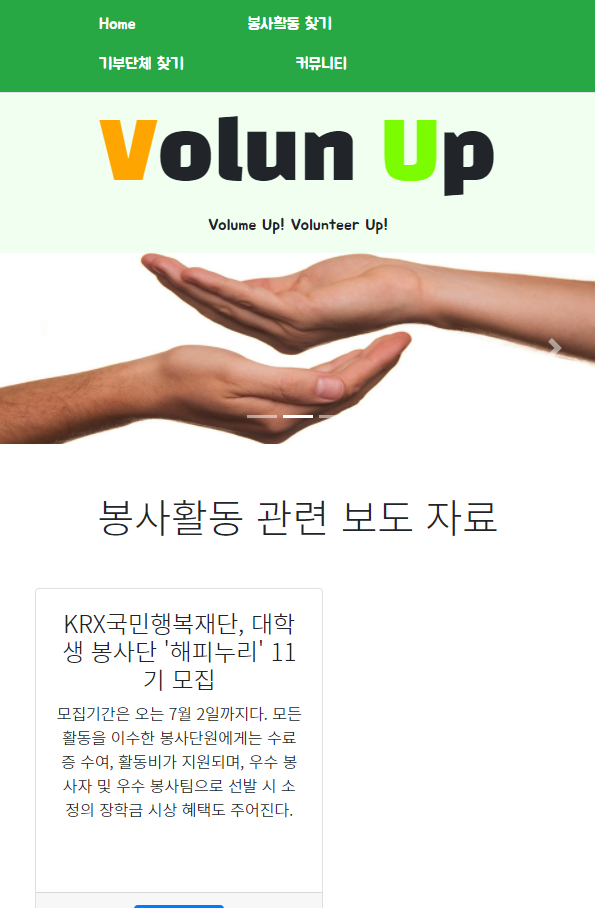 Home 봉사활동 찾기
기부단체 찾기 커뮤니티
Volun Up
Volume Up! Volunteer Up!
봉사활동 관련 보도 자료
KRX국민행복재단, 대학
생 봉사단 '해피누리' 11
기 모집
모집기간은 오는 7월 2일까지다. 모든
활동을 이수한 봉사단원에게는 수료
증 수여, 활동비가 지원되며, 우수 봉
사자 및 우수 봉사팀으로 선발 시 소
정의 장학금 시상 혜택도 주어진다.